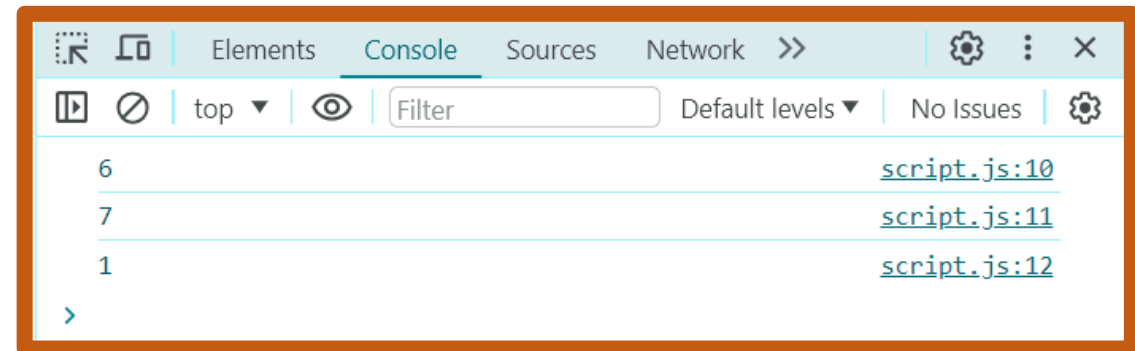 Elements Console Sources Network
top ▼ Filter Default levels ▼ No Issues
6 script.js:10
7 script.js:11
1 script.js:12
>